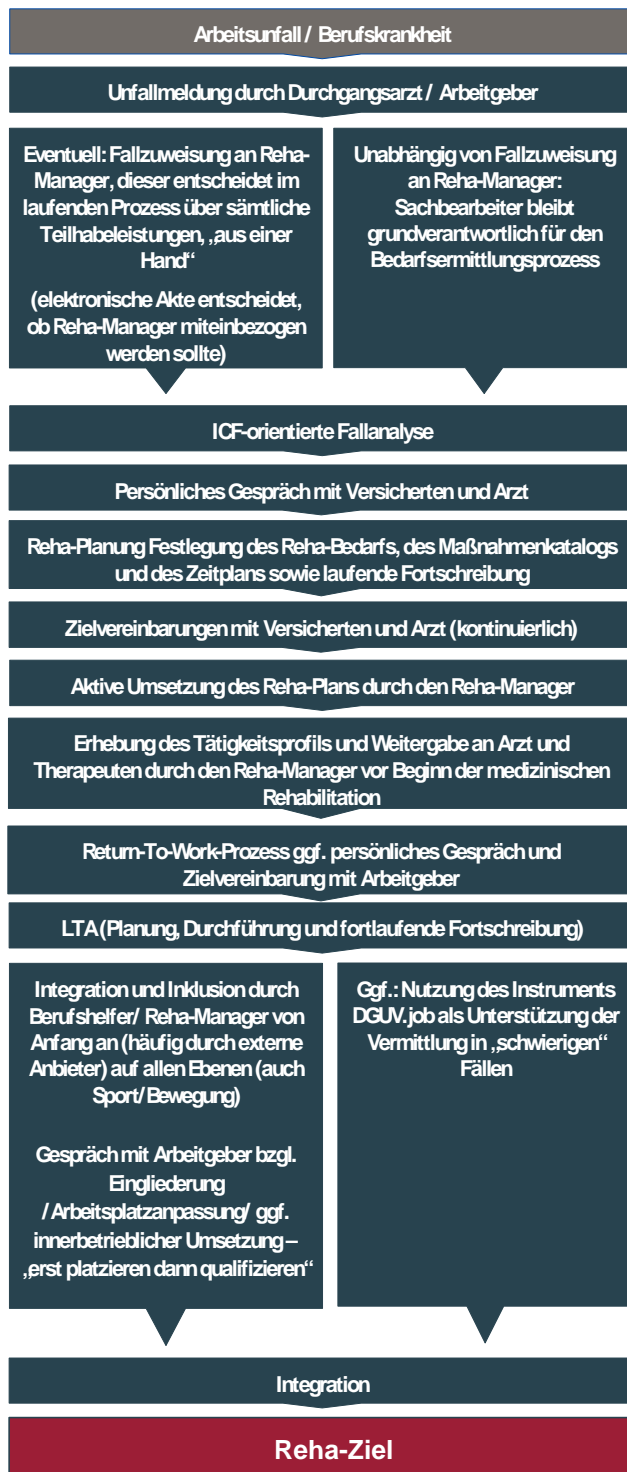 Arbeitsunfall / Berufskrankheit
Unfallmeldung durch Durchgangsarzt / Arbeitgeber
Eventuell: Fallzuweisung an Reha-
Manager, dieser entscheidet im
laufenden Prozess über sämtliche
Teilhabeleistungen, „aus einer
Hand“
(elektronische Akte entscheidet,
ob Reha-Manager miteinbezogen
werden sollte)
Unabhängig von Fallzuweisung
an Reha-Manager:
Sachbearbeiter bleibt
grundverantwortlich für den
Bedarfsermittlungsprozess
ICF-orientierte Fallanalyse
Persönliches Gespräch mit Versicherten und Arzt
Reha-Planung Festlegung des Reha-Bedarfs, des Maßnahmenkatalogs
und des Zeitplans sowie laufende Fortschreibung
Zielvereinbarungen mit Versicherten und Arzt (kontinuierlich)
Aktive Umsetzung des Reha-Plans durch den Reha-Manager
Erhebung des Tätigkeitsprofils und Weitergabe an Arzt und
Therapeuten durch den Reha-Manager vor Beginn der medizinischen
Rehabilitation
Return-To-Work-Prozess ggf. persönliches Gespräch und
Zielvereinbarung mit Arbeitgeber
LTA (Planung, Durchführung und fortlaufende Fortschreibung)
Integration und Inklusion durch
Berufshelfer/ Reha-Manager von
Anfang an (häufig durch externe
Anbieter) auf allen Ebenen (auch
Sport/Bewegung)
Gespräch mit Arbeitgeber bzgl.
Eingliederung
/Arbeitsplatzanpassung/ ggf.
innerbetrieblicher Umsetzung –
„erst platzieren dann qualifizieren“
Ggf.: Nutzung des Instruments
DGUV.job als Unterstützung der
Vermittlung in „schwierigen“
Fällen
Integration
Reha-Ziel